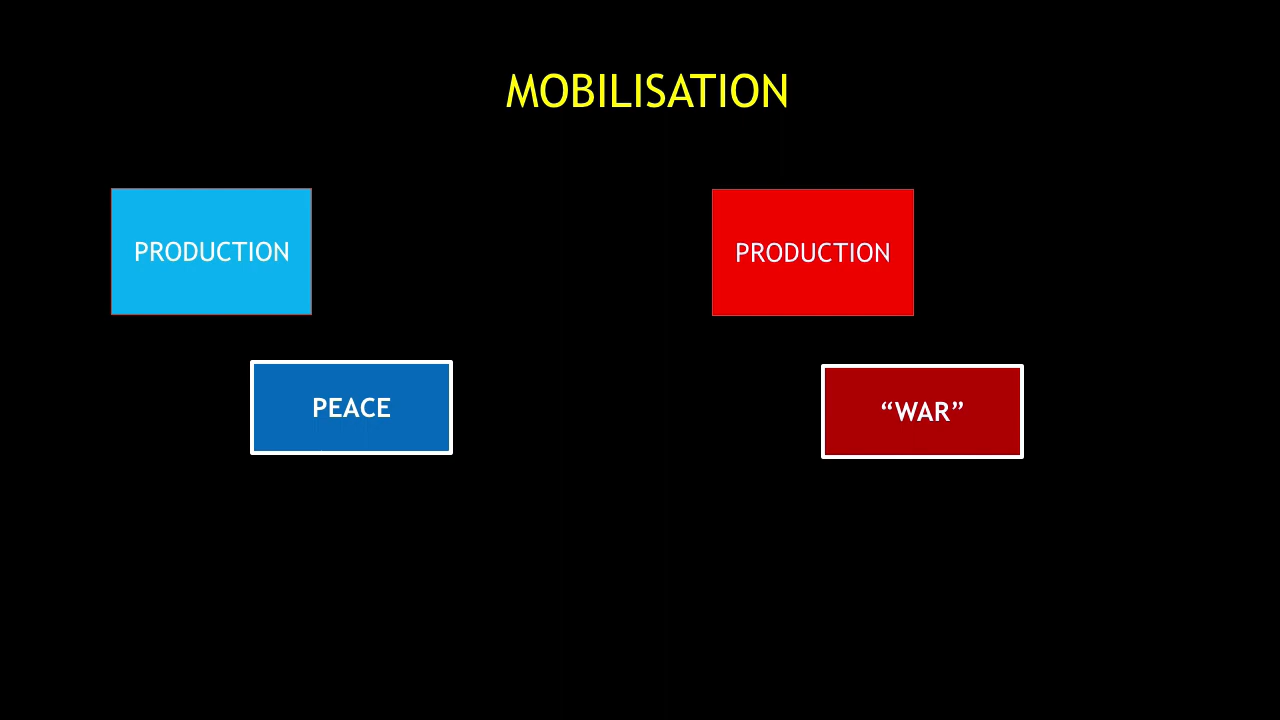 MOBILISATION
PRODUCTION
PRODUCTION
PEACE
“WAR”